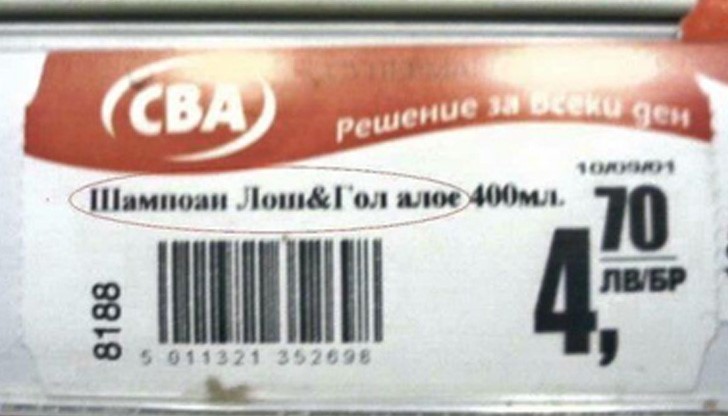 CBA
Решение за всеки ден
10/09/01
Шампоан Лош&Гол алое 400мл.
4,70
ЛВ/БР
8188
5 011321 352698